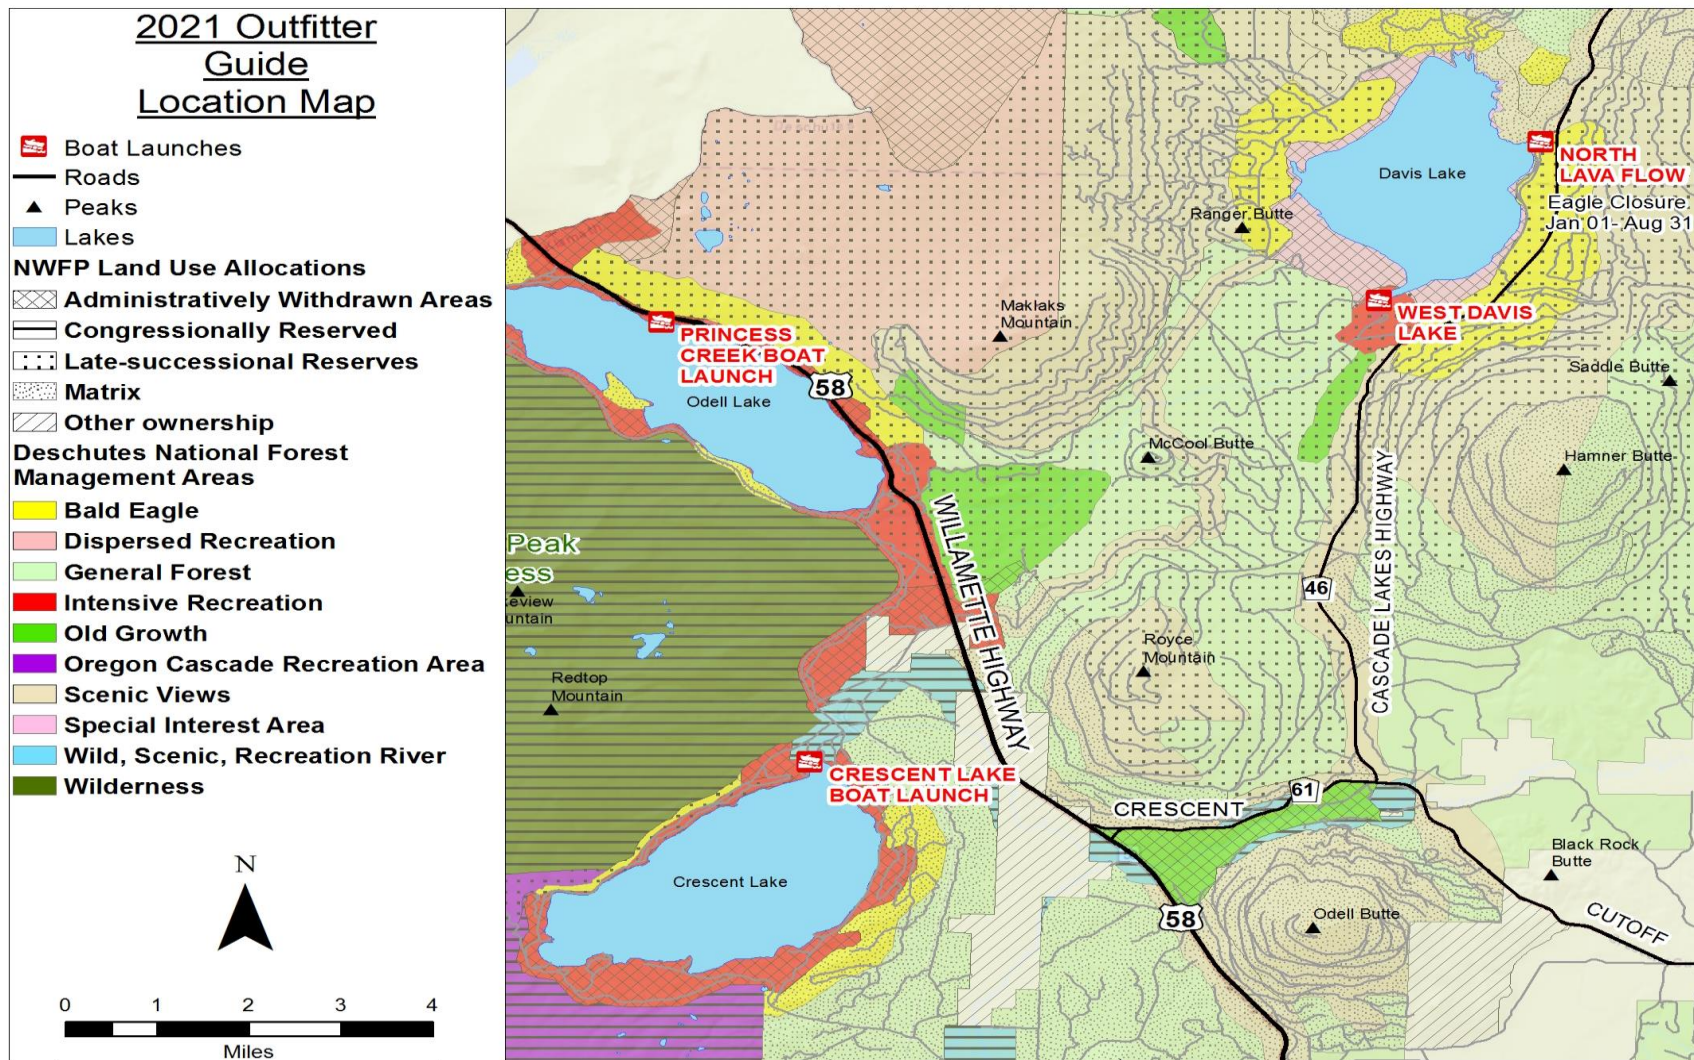 2021 Outfitter
Guide
Location Map
Boat Launches
Roads
Peaks
Lakes
NWFP Land Use Allocations
Administratively Withdrawn Areas
Congressionally Reserved
Late-successional Reserves
Matrix
Other ownership
Deschutes National Forest
Management Areas
Bald Eagle
Dispersed Recreation
General Forest
Intensive Recreation
Old Growth
Oregon Cascade Recreation Area
Scenic Views
Special Interest Area
Wild, Scenic, Recreation River
Wilderness
N
0 1 2 3 4
Miles
Davis Lake
NORTH
LAVA FLOW
Eagle Closure
Jan 01- Aug 31
Ranger Butte
Maklaks
Mountain
WEST DAVIS
LAKE
PRINCESS
CREEK BOAT
LAUNCH
58
Odell Lake
Saddle Butte
McCool Butte
Hamner Butte
WILLAMETTE HIGHWAY
CASCADE LAKES HIGHWAY
46
Peak
ess
eview
untain
Redtop
Mountain
Royce
Mountain
CRESCENT LAKE
BOAT LAUNCH
CRESCENT
61
Crescent Lake
Black Rock
Butte
58
Odell Butte
CUTOFF